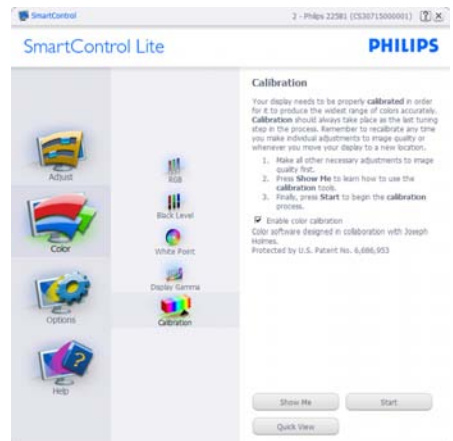 SmartControl
2 - Philips 225B1 (CS30715000001)
SmartControl Lite
PHILIPS
Adjust
Color
Options
Help
RGB
Black Level
White Point
Display Gamma
Calibration
Calibration
Your display needs to be properly calibrated in order
for it to produce the widest range of colors accurately.
Calibration should always take place as the last tuning
step in the process. Remember to recalibrate any time
you make individual adjustments to image quality or
whenever you move your display to a new location.
1. Make all other necessary adjustments to image
quality first.
2. Press Show Me to learn how to use the
calibration tools.
3. Finally, press Start to begin the calibration
process.
Enable color calibration
Color software designed in collaboration with Joseph
Holmes.
Protected by U.S. Patent No. 6,686,953
Show Me
Start
Quick View